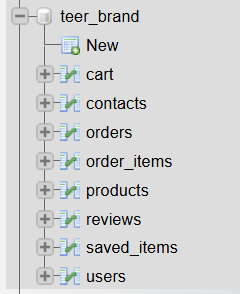 teer_brand
New
cart
contacts
orders
order_items
products
reviews
saved_items
users